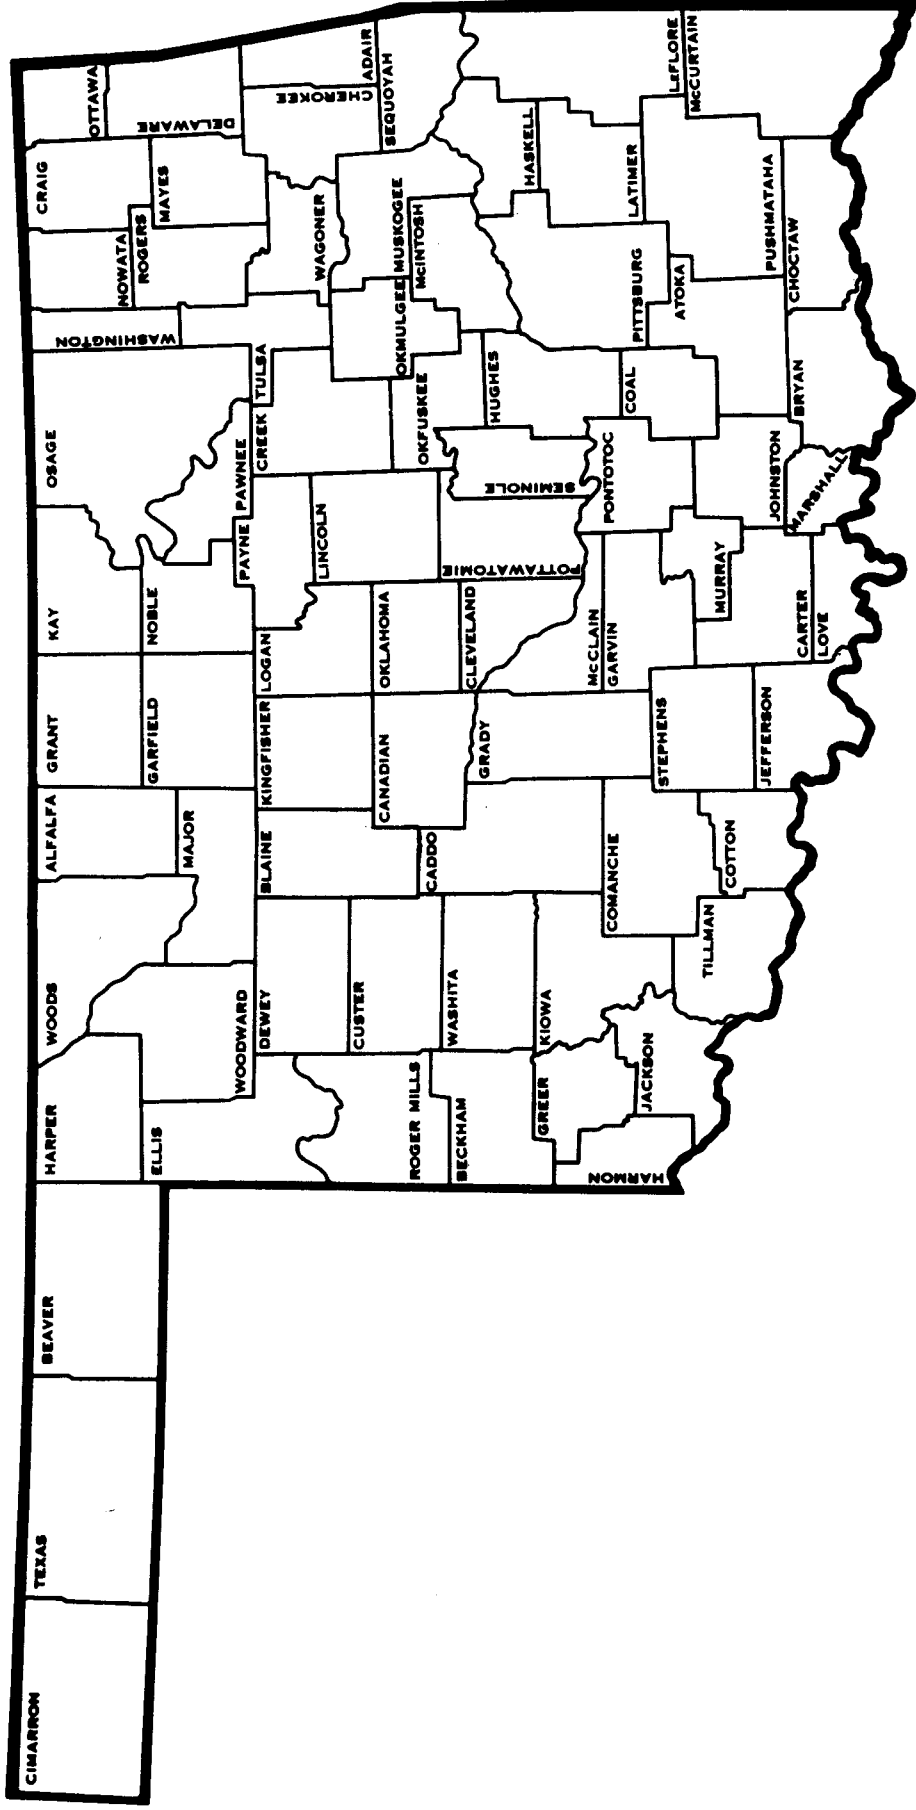 CIMARRON
TEXAS
BEAVER
HARPER
WOODS
ALFALFA
GRANT
KAY
OSAGE
WASHINGTON
NOWATA
CRAIG
OTTAWA
ROGERS
MAYES
DELAWARE
ELLIS
WOODWARD
MAJOR
GARFIELD
NOBLE
PAWNEE
PAYNE
DEWEY
BLAINE
KINGFISHER
LOGAN
LINCOLN
CREEK
TULSA
WAGONER
CHEROKEE
ADAIR
ROGER MILLS
CUSTER
CANADIAN
OKLAHOMA
OKFUSKEE
OKMULGEE
MUSKOGEE
SEQUOYAH
MCINTOSH
BECKHAM
WASHITA
CADDO
GRADY
CLEVELAND
POTTAWATOMIE
SEMINOLE
HUGHES
HASKELL
GREER
KIOWA
HARMON
JACKSON
COMANCHE
MCCLAIN
GARVIN
PONTOTOC
COAL
PITTSBURG
LATIMER
LEFLORE
TILLMAN
COTTON
STEPHENS
MURRAY
JOHNSTON
ATOKA
PUSHMATAHA
MCCURTAIN
JEFFERSON
CARTER
LOVE
MARSHALL
BRYAN
CHOCTAW